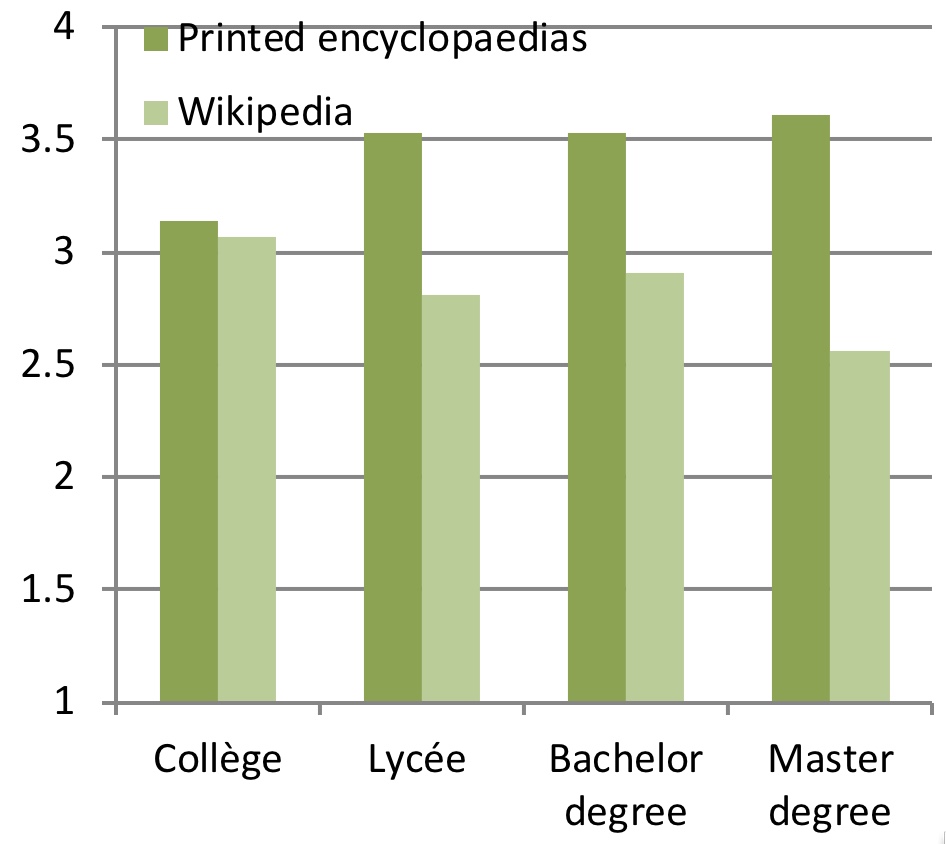 4
Printed encyclopaedias
Wikipedia
3.5
3
2.5
2
1.5
1
Collège
Lycée
Bachelor degree
Master degree